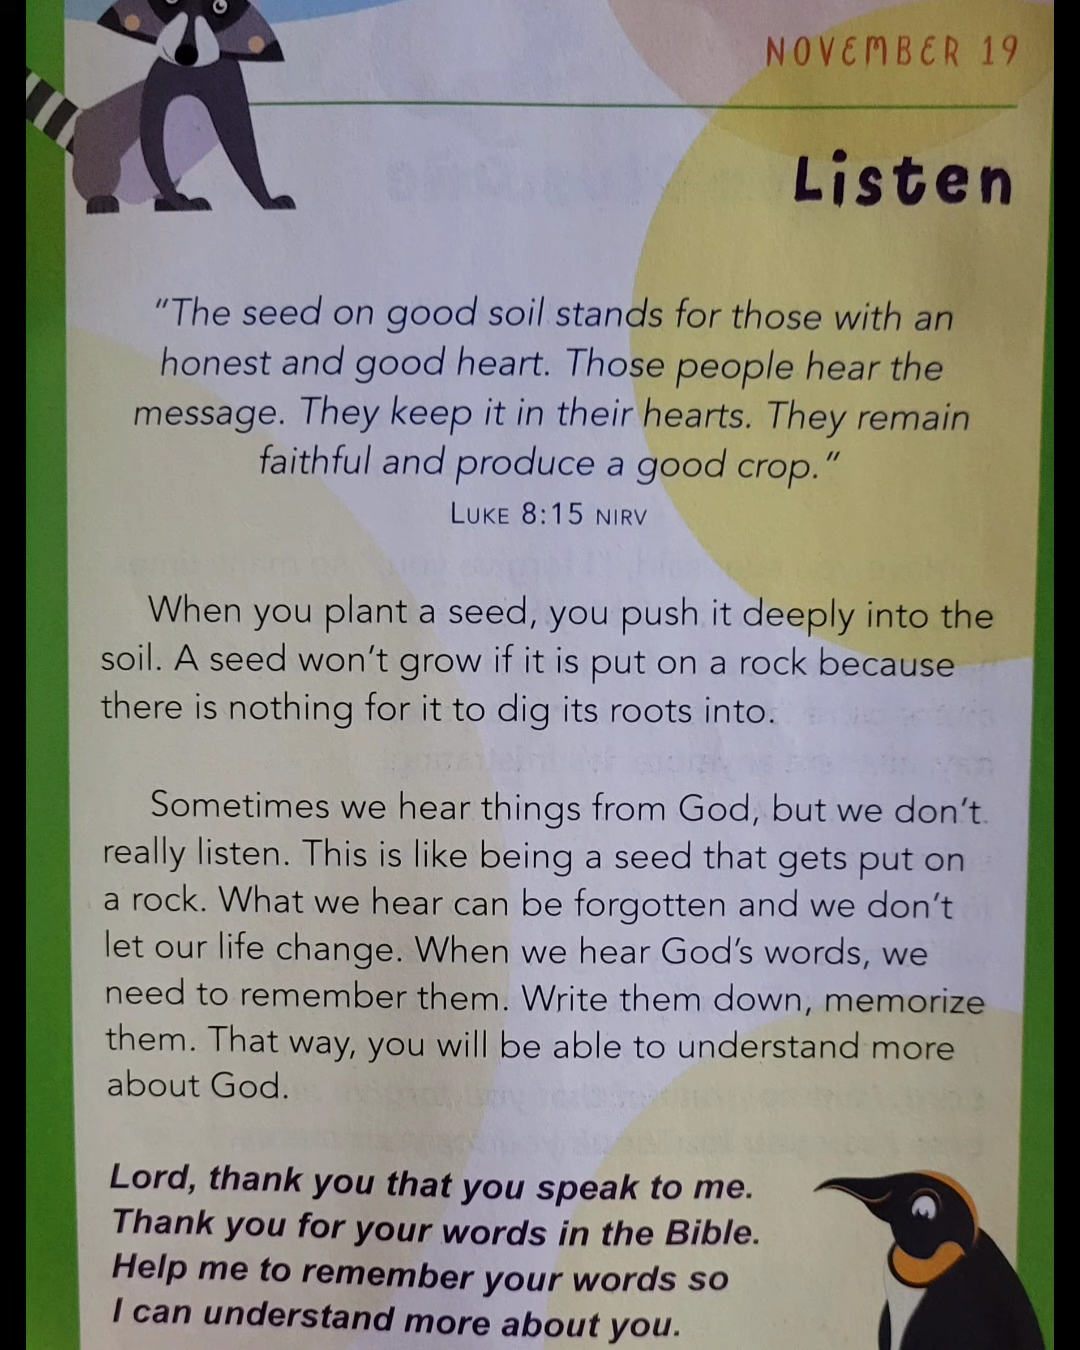 NOVEMBER 19
Listen
"The seed on good soil stands for those with an
honest and good heart. Those people hear the
message. They keep it in their hearts. They remain
faithful and produce a good crop."
LUKE 8:15 NIRV
When you plant a seed, you push it deeply into the
soil. A seed won't grow if it is put on a rock because
there is nothing for it to dig its roots into.
Sometimes we hear things from God, but we don't
really listen. This is like being a seed that gets put on
a rock. What we hear can be forgotten and we don't
let our life change. When we hear God's words, we
need to remember them. Write them down, memorize
them. That way, you will be able to understand more
about God.
Lord, thank you that you speak to me.
Thank you for your words in the Bible.
Help me to remember your words so
I can understand more about you.